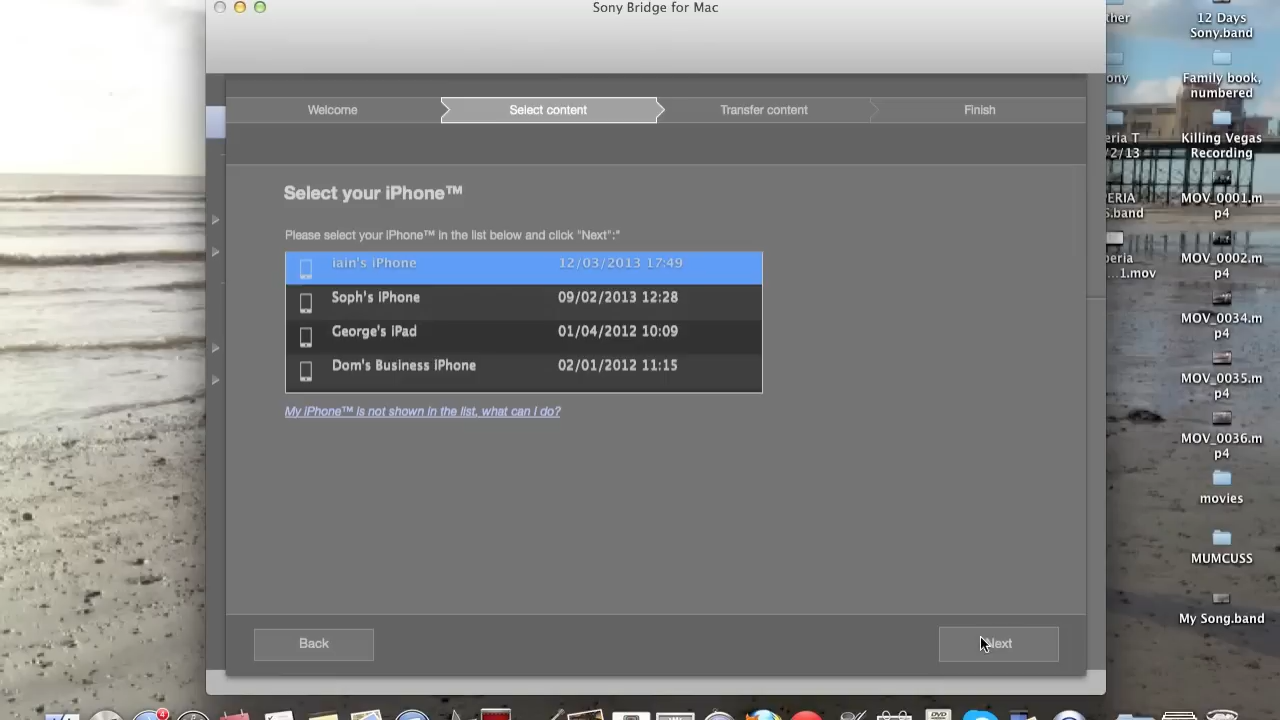 Sony Bridge for Mac
Welcome
Select content
Transfer content
Finish
Select your iPhone™
Please select your iPhone™ in the list below and click "Next":"
iain's iPhone 12/03/2013 17:49
Soph's iPhone 09/02/2013 12:28
George's iPad 01/04/2012 10:09
Dom's Business iPhone 02/01/2012 11:15
My iPhone™ is not shown in the list, what can I do?
Back
Next
12 Days
Sony.band
Family book,
numbered
Killing Vegas
Recording
MOV_0001.m
p4
MOV_0002.m
p4
MOV_0034.m
p4
MOV_0035.m
p4
MOV_0036.m
p4
movies
MUMCUSS
My Song.band
4
DVD